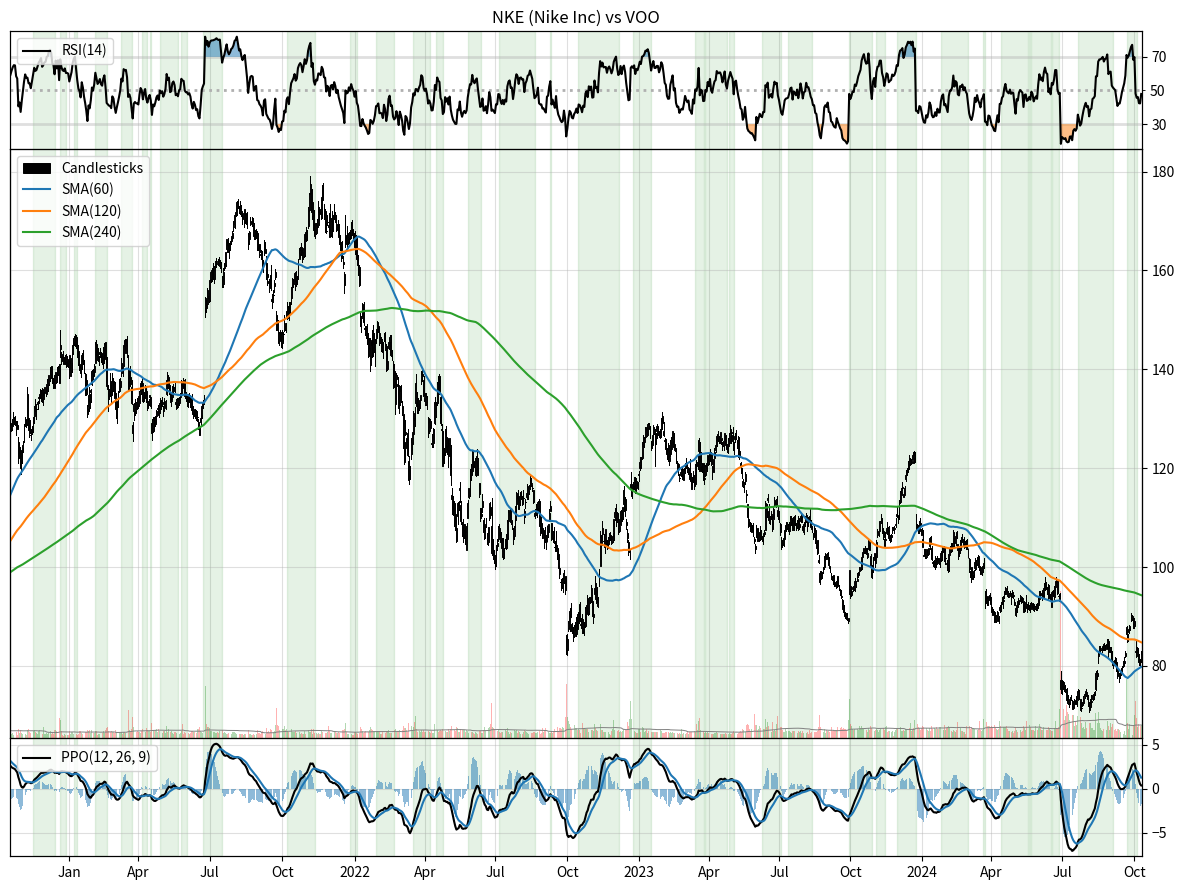 NKE (Nike Inc) vs VOO
RSI(14)
70
50
30
Candlesticks
SMA(60)
SMA(120)
SMA(240)
180
160
140
120
100
80
PPO(12, 26, 9)
5
0
−5
Jan Apr Jul Oct 2022 Apr Jul Oct 2023 Apr Jul Oct 2024 Apr Jul Oct